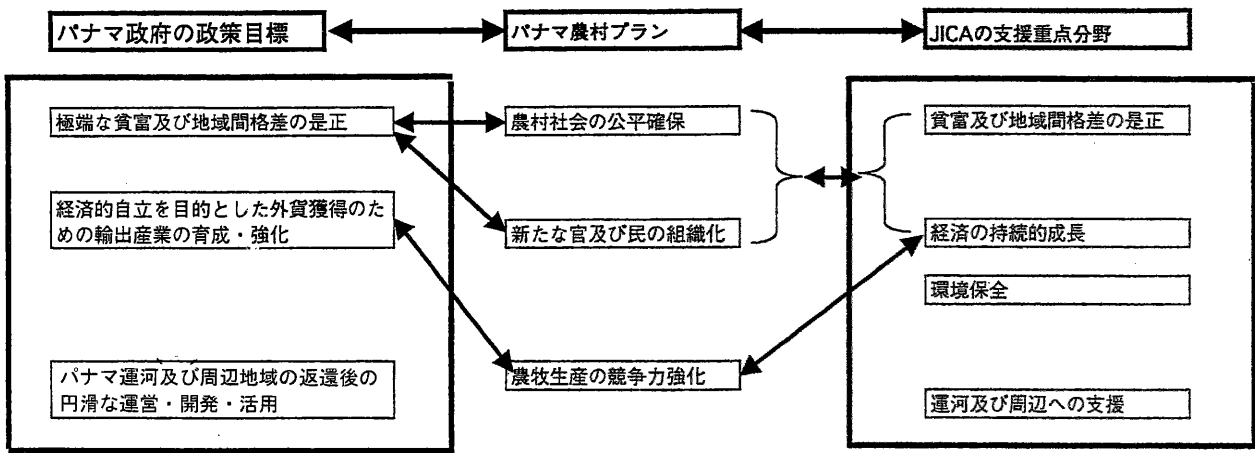 パナマ政府の政策目標
パナマ農村プラン
JICAの支援重点分野
極端な貧富及び地域間格差の是正
農村社会の公平確保
貧富及び地域間格差の是正
経済的自立を目的とした外貨獲得のた
めの輸出産業の育成・強化
新たな官及び民の組織化
経済の持続的成長
環境保全
パナマ運河及び周辺地域の返還後の
円滑な運営・開発・活用
農牧生産の競争力強化
運河及び周辺への支援